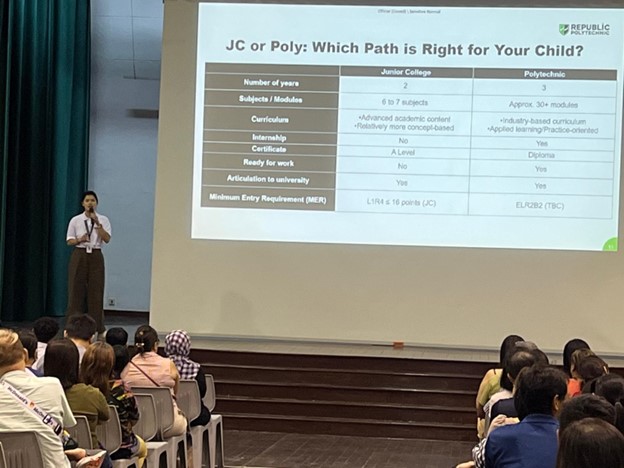 Official (Closed) \ Sensitive Normal
REPUBLIC
POLYTECHNIC
JC or Poly: Which Path is Right for Your Child?
Junior College Polytechnic
Number of years 2 3
Subjects / Modules 6 to 7 subjects Approx. 30+ modules
Curriculum •Advanced academic content •Industry-based curriculum
•Relatively more concept-based •Applied learning/Practice-oriented
Internship No Yes
Certificate A Level Diploma
Ready for work No Yes
Articulation to university Yes Yes
Minimum Entry Requirement (MER) L1R4 ≤ 16 points (JC) ELR2B2 (TBC)